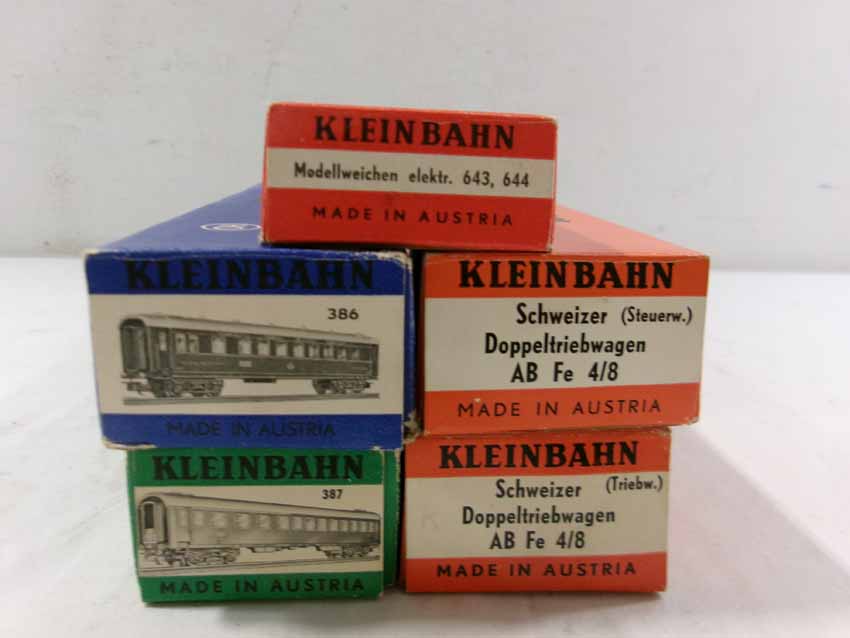 KLEINBAHN
Modellweichen elektr. 643, 644
MADE IN AUSTRIA
KLEINBAHN
386
MADE IN AUSTRIA
KLEINBAHN
Schweizer (Steuerw.)
Doppeltriebwagen
AB Fe 4/8
MADE IN AUSTRIA
KLEINBAHN
387
MADE IN AUSTRIA
KLEINBAHN
Schweizer (Triebw.)
Doppeltriebwagen
AB Fe 4/8
MADE IN AUSTRIA